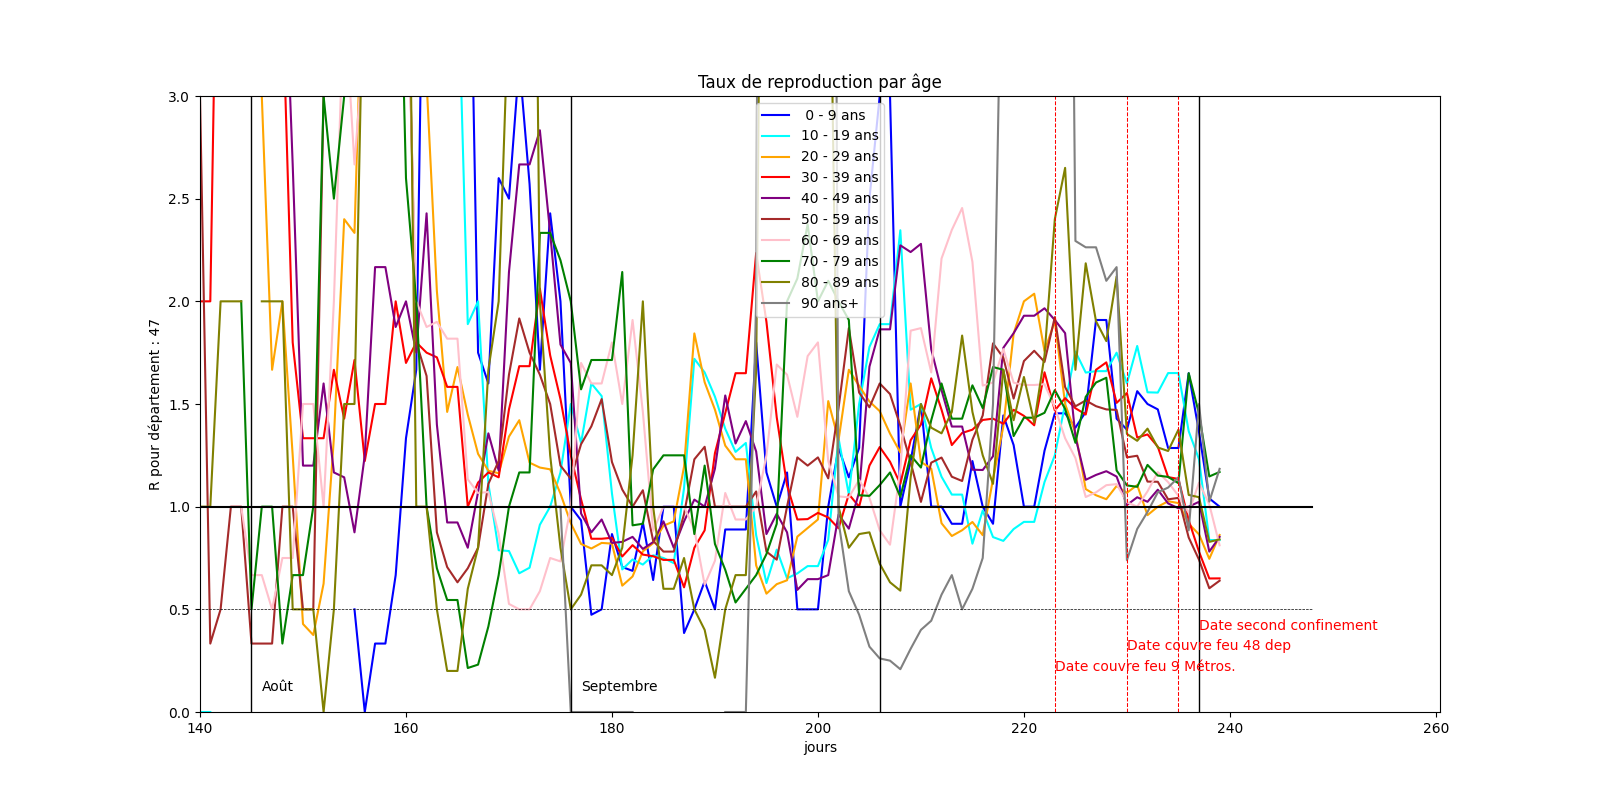 Taux de reproduction par âge
R pour département : 47
3.0
2.5
2.0
1.5
1.0
0.5
0.0
0 - 9 ans
10 - 19 ans
20 - 29 ans
30 - 39 ans
40 - 49 ans
50 - 59 ans
60 - 69 ans
70 - 79 ans
80 - 89 ans
90 ans+
Date second confinement
Date couvre feu 48 dep
Date couvre feu 9 Métros.
Août
Septembre
140
160
180
200
220
240
260
jours